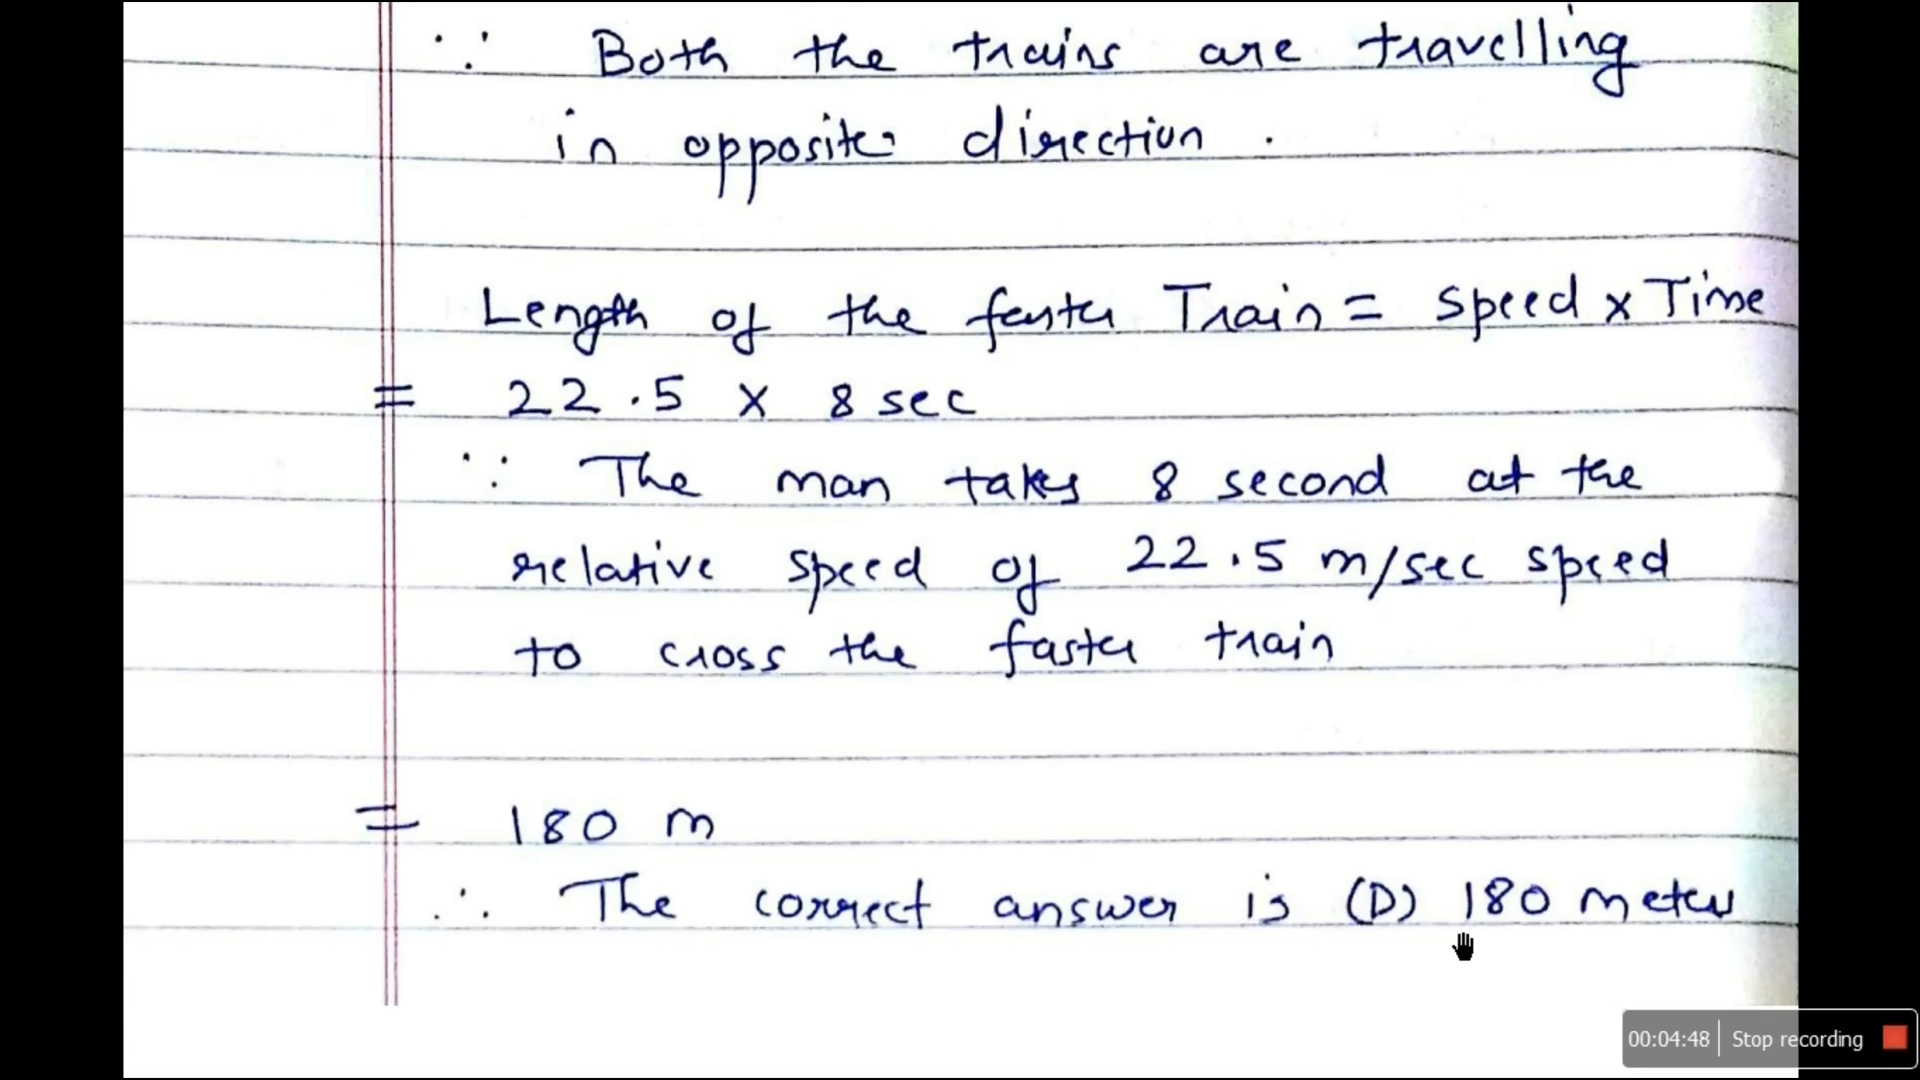 ∵ Both the trains are travelling
in opposite direction .
Length of the faster Train = Speed x Time
= 22.5 x 8 sec
∵ The man takes 8 second at the
relative speed of 22.5 m/sec speed
to cross the faster train
= 180 m
∴ The correct answer is (D) 180 meter
00:04:48 Stop recording